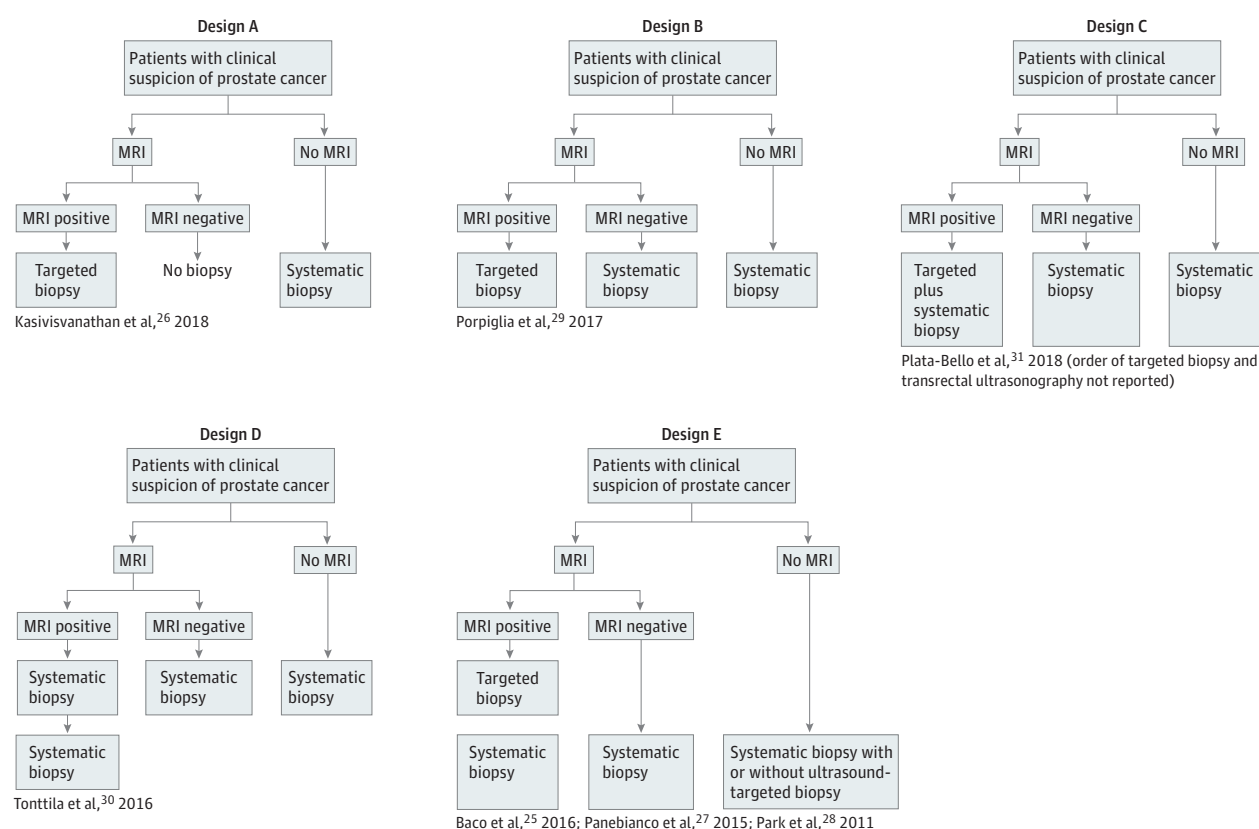 Design A
Patients with clinical
suspicion of prostate cancer
MRI
No MRI
MRI positive
MRI negative
Targeted
biopsy
No biopsy
Systematic
biopsy
Kasivisvanathan et al,26 2018
Design B
Patients with clinical
suspicion of prostate cancer
MRI
No MRI
MRI positive
MRI negative
Targeted
biopsy
Systematic
biopsy
Systematic
biopsy
Porpiglia et al,29 2017
Design C
Patients with clinical
suspicion of prostate cancer
MRI
No MRI
MRI positive
MRI negative
Targeted
plus
systematic
biopsy
Systematic
biopsy
Systematic
biopsy
Plata-Bello et al,31 2018 (order of targeted biopsy and
transrectal ultrasonography not reported)
Design D
Patients with clinical
suspicion of prostate cancer
MRI
No MRI
MRI positive
MRI negative
Systematic
biopsy
Systematic
biopsy
Systematic
biopsy
Systematic
biopsy
Tonttila et al,30 2016
Design E
Patients with clinical
suspicion of prostate cancer
MRI
No MRI
MRI positive
MRI negative
Targeted
biopsy
Systematic
biopsy
Systematic
biopsy
Systematic biopsy with
or without ultrasound-
targeted biopsy
Baco et al,25 2016; Panebianco et al,27 2015; Park et al,28 2011